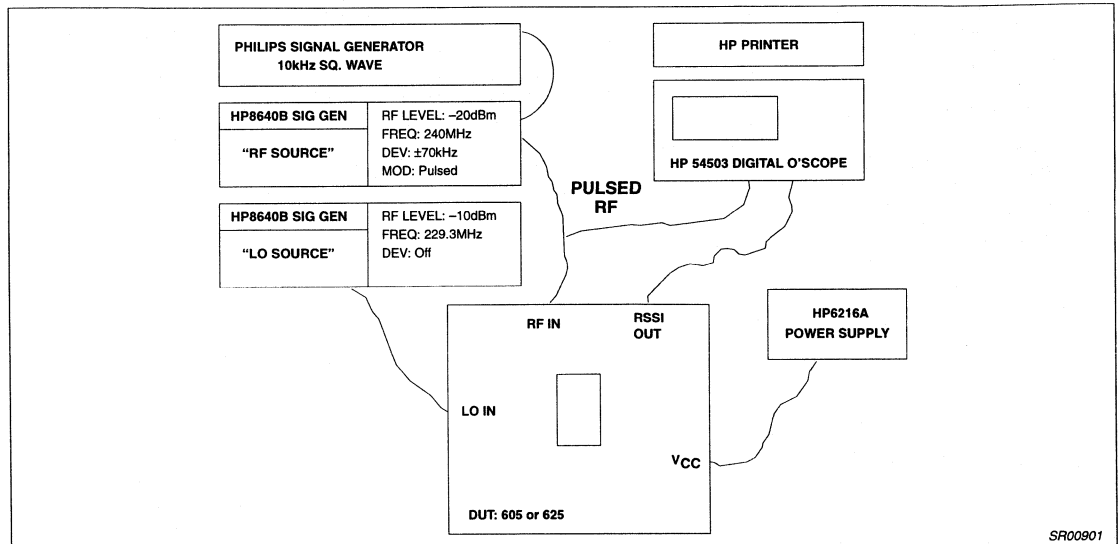 PHILIPS SIGNAL GENERATOR
10kHz SQ. WAVE
HP PRINTER
HP8640B SIG GEN
"RF SOURCE"
RF LEVEL: –20dBm
FREQ: 240MHz
DEV: ±70kHz
MOD: Pulsed
HP 54503 DIGITAL O'SCOPE
PULSED
RF
HP8640B SIG GEN
"LO SOURCE"
RF LEVEL: –10dBm
FREQ: 229.3MHz
DEV: Off
RF IN
RSSI
OUT
HP6216A
POWER SUPPLY
LO IN
VCC
DUT: 605 or 625
SR00901